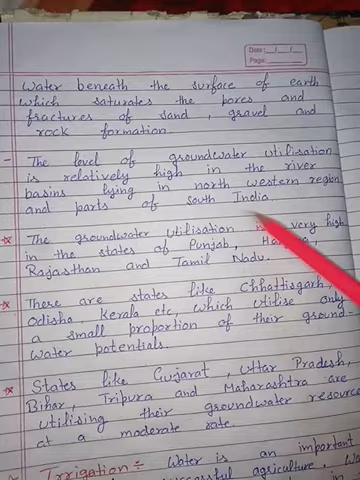 Date: __/__/__
Page:
Water beneath the surface of earth
which saturates the pores and
fractures of sand, gravel and
rock formation.
- The level of groundwater utilisation
is relatively high in the river
basins lying in north western region
and parts of south India.
* The groundwater utilisation is very high
in the states of Punjab,
Rajasthan and Tamil Nadu.
* There are states like Chhattisgarh,
Odisha Kerala etc, which utilise only
a small proportion of their ground-
water potentials.
* States like Gujarat, Uttar Pradesh,
Bihar, Tripura and Maharashtra are
utilising their groundwater resource
at a moderate rate.
* Irrigation ÷ Water is an important
agriculture,